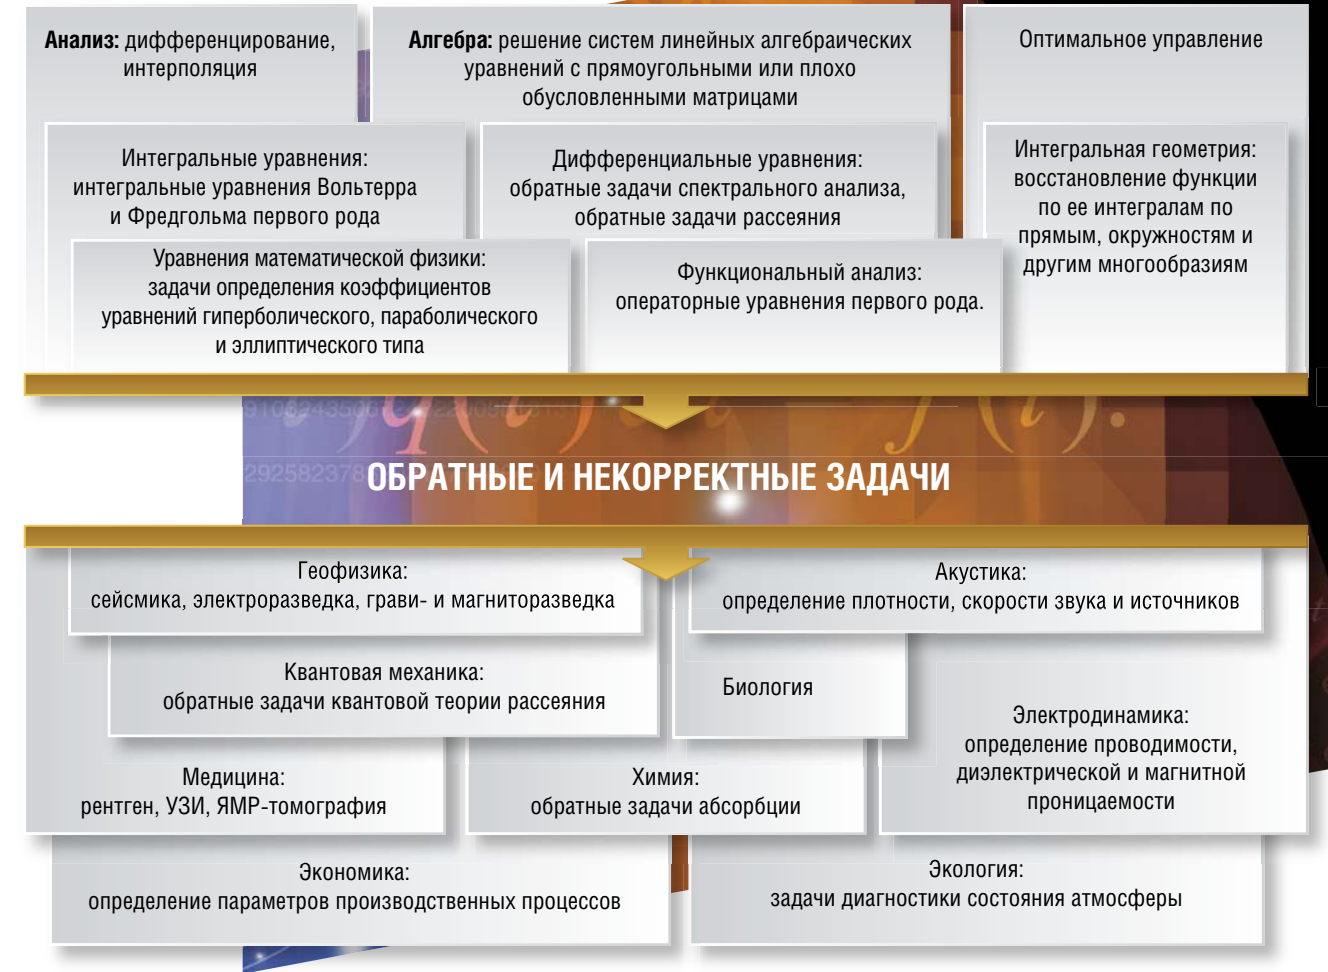 Анализ: дифференцирование,
интерполяция
Алгебра: решение систем линейных алгебраических
уравнений с прямоугольными или плохо
обусловленными матрицами
Оптимальное управление
Интегральные уравнения:
интегральные уравнения Вольтерра
и Фредгольма первого рода
Дифференциальные уравнения:
обратные задачи спектрального анализа,
обратные задачи рассеяния
Интегральная геометрия:
восстановление функции
по ее интегралам по
прямым, окружностям и
другим многообразиям
Уравнения математической физики:
задачи определения коэффициентов
уравнений гиперболического, параболического
и эллиптического типа
Функциональный анализ:
операторные уравнения первого рода.
ОБРАТНЫЕ И НЕКОРРЕКТНЫЕ ЗАДАЧИ
Геофизика:
сейсмика, электроразведка, грави- и магниторазведка
Акустика:
определение плотности, скорости звука и источников
Квантовая механика:
обратные задачи квантовой теории рассеяния
Биология
Электродинамика:
определение проводимости,
диэлектрической и магнитной
проницаемости
Медицина:
рентген, УЗИ, ЯМР-томография
Химия:
обратные задачи абсорбции
Экономика:
определение параметров производственных процессов
Экология:
задачи диагностики состояния атмосферы